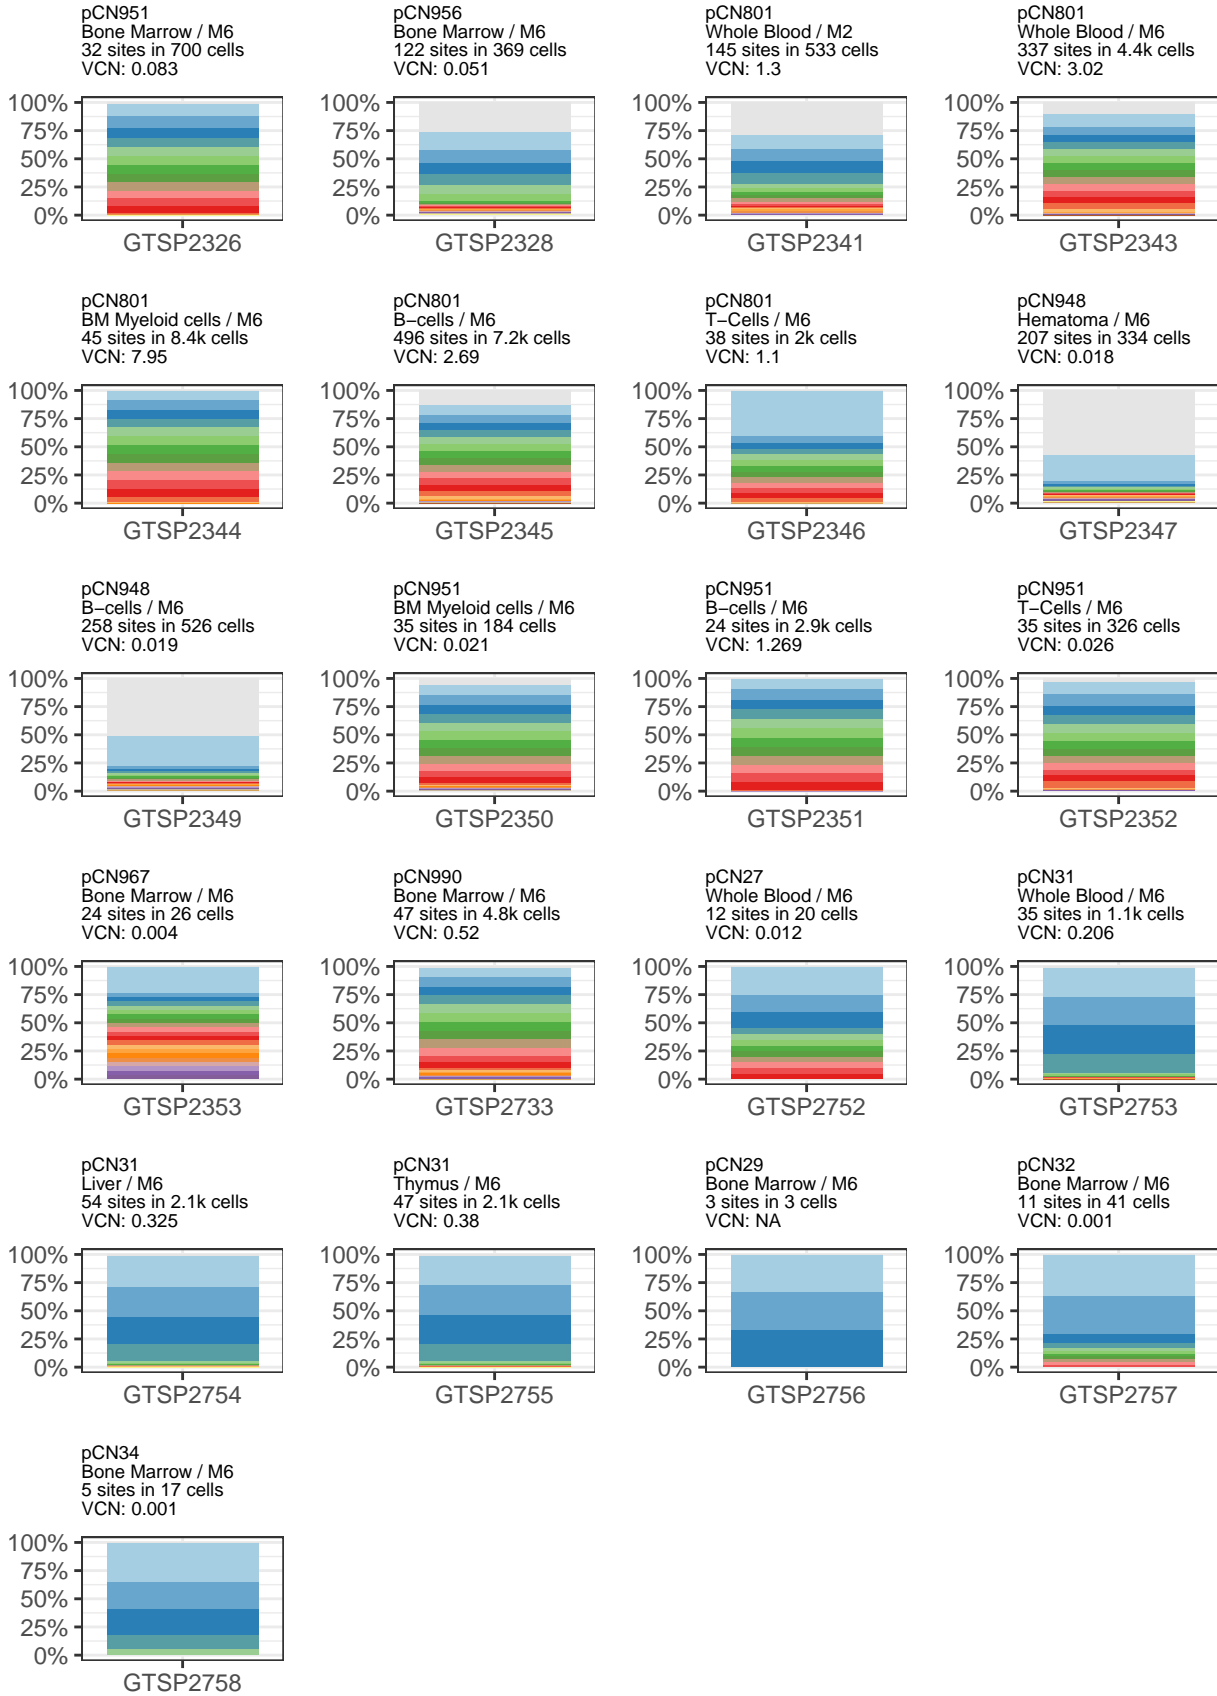 pCN951
Bone Marrow / M6
32 sites in 700 cells
VCN: 0.083
100%
75%
50%
25%
0%
GTSP2326
pCN956
Bone Marrow / M6
122 sites in 369 cells
VCN: 0.051
100%
75%
50%
25%
0%
GTSP2328
pCN801
Whole Blood / M2
145 sites in 533 cells
VCN: 1.3
100%
75%
50%
25%
0%
GTSP2341
pCN801
Whole Blood / M6
337 sites in 4.4k cells
VCN: 3.02
100%
75%
50%
25%
0%
GTSP2343
pCN801
BM Myeloid cells / M6
45 sites in 8.4k cells
VCN: 7.95
100%
75%
50%
25%
0%
GTSP2344
pCN801
B−cells / M6
496 sites in 7.2k cells
VCN: 2.69
100%
75%
50%
25%
0%
GTSP2345
pCN801
T−Cells / M6
38 sites in 2k cells
VCN: 1.1
100%
75%
50%
25%
0%
GTSP2346
pCN948
Hematoma / M6
207 sites in 334 cells
VCN: 0.018
100%
75%
50%
25%
0%
GTSP2347
pCN948
B−cells / M6
258 sites in 526 cells
VCN: 0.019
100%
75%
50%
25%
0%
GTSP2349
pCN951
BM Myeloid cells / M6
35 sites in 184 cells
VCN: 0.021
100%
75%
50%
25%
0%
GTSP2350
pCN951
B−cells / M6
24 sites in 2.9k cells
VCN: 1.269
100%
75%
50%
25%
0%
GTSP2351
pCN951
T−Cells / M6
35 sites in 326 cells
VCN: 0.026
100%
75%
50%
25%
0%
GTSP2352
pCN967
Bone Marrow / M6
24 sites in 26 cells
VCN: 0.004
100%
75%
50%
25%
0%
GTSP2353
pCN990
Bone Marrow / M6
47 sites in 4.8k cells
VCN: 0.52
100%
75%
50%
25%
0%
GTSP2733
pCN27
Whole Blood / M6
12 sites in 20 cells
VCN: 0.012
100%
75%
50%
25%
0%
GTSP2752
pCN31
Whole Blood / M6
35 sites in 1.1k cells
VCN: 0.206
100%
75%
50%
25%
0%
GTSP2753
pCN31
Liver / M6
54 sites in 2.1k cells
VCN: 0.325
100%
75%
50%
25%
0%
GTSP2754
pCN31
Thymus / M6
47 sites in 2.1k cells
VCN: 0.38
100%
75%
50%
25%
0%
GTSP2755
pCN29
Bone Marrow / M6
3 sites in 3 cells
VCN: NA
100%
75%
50%
25%
0%
GTSP2756
pCN32
Bone Marrow / M6
11 sites in 41 cells
VCN: 0.001
100%
75%
50%
25%
0%
GTSP2757
pCN34
Bone Marrow / M6
5 sites in 17 cells
VCN: 0.001
100%
75%
50%
25%
0%
GTSP2758